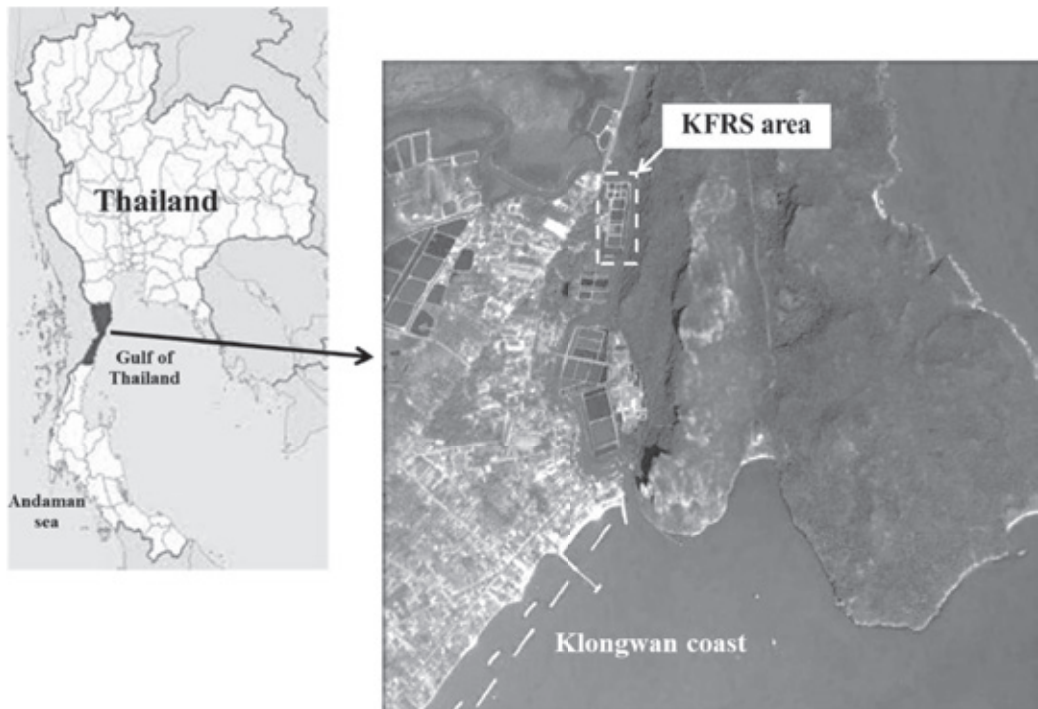 Thailand
Gulf of
Thailand
Andaman
sea
KFRS area
Klongwan coast